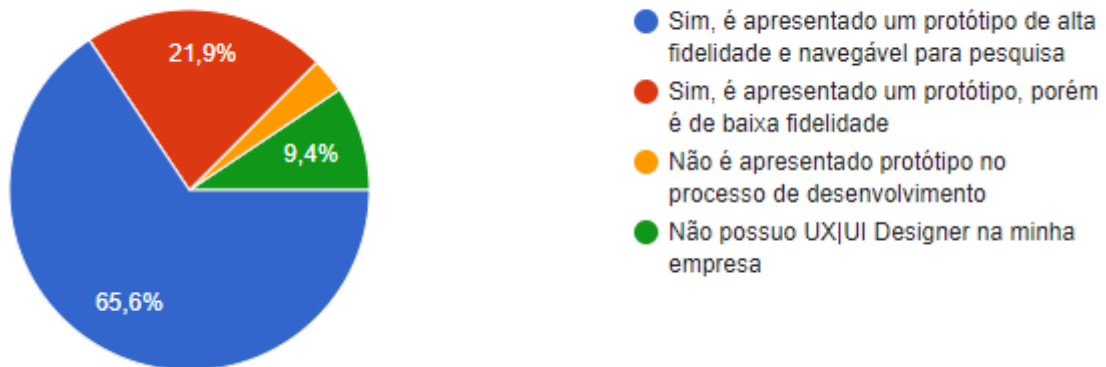 21,9%
9,4%
65,6%
Sim, é apresentado um protótipo de alta
fidelidade e navegável para pesquisa
Sim, é apresentado um protótipo, porém
é de baixa fidelidade
Não é apresentado protótipo no
processo de desenvolvimento
Não possuo UX|UI Designer na minha
empresa